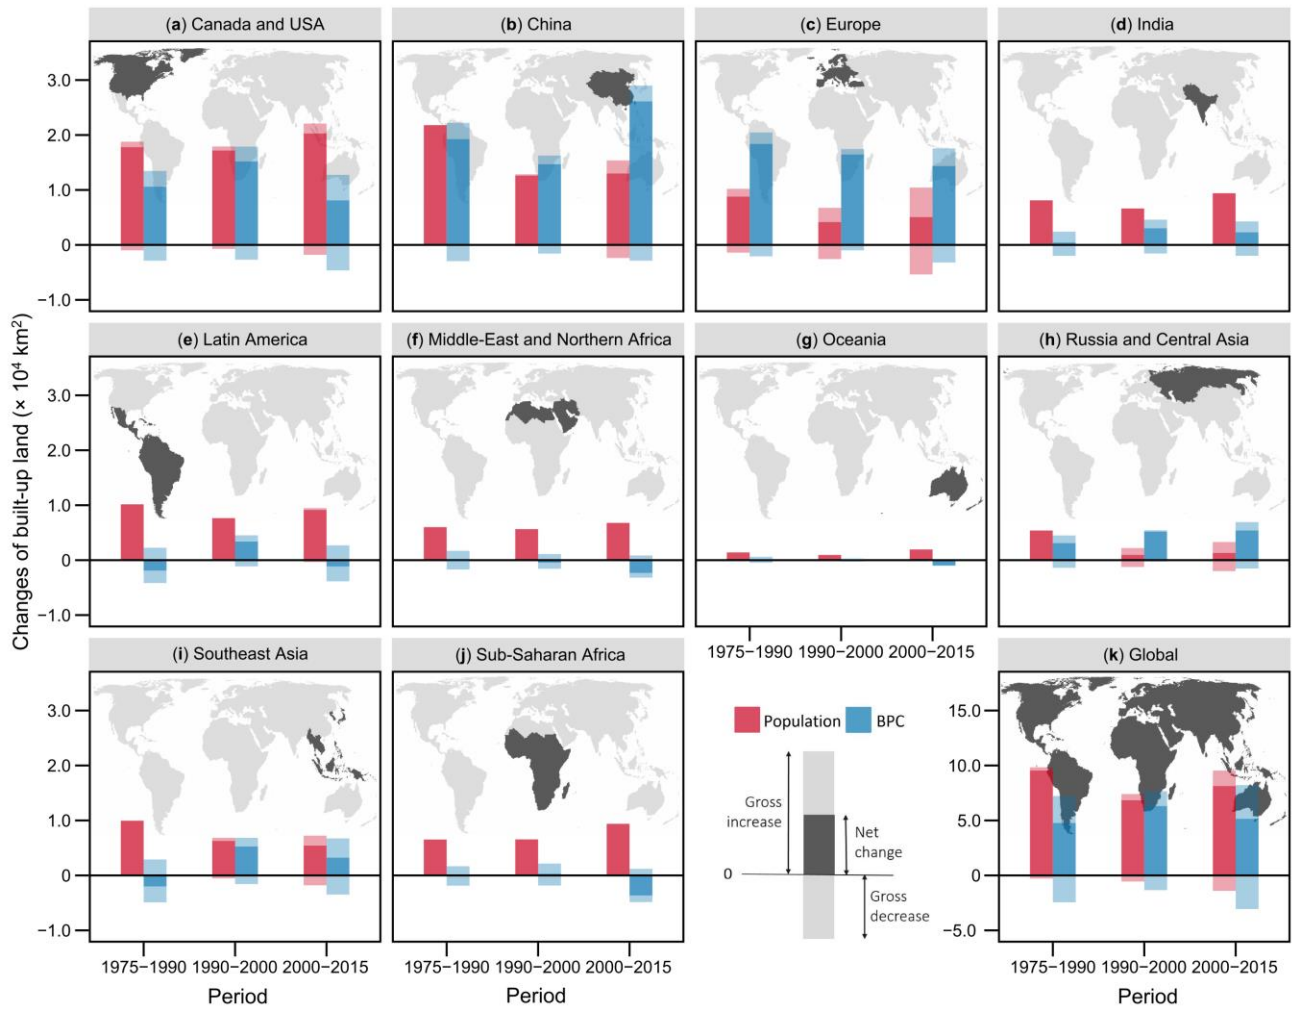 (a) Canada and USA
(b) China
(c) Europe
(d) India
3.0
2.0
1.0
0
−1.0
(e) Latin America
(f) Middle-East and Northern Africa
(g) Oceania
(h) Russia and Central Asia
Changes of built-up land (× 10⁴ km²)
3.0
2.0
1.0
0
−1.0
1975−1990 1990−2000 2000−2015
(i) Southeast Asia
(j) Sub-Saharan Africa
(k) Global
3.0
2.0
1.0
0
−1.0
Population
BPC
Gross
increase
Net
change
0
Gross
decrease
15.0
10.0
5.0
0
−5.0
1975−1990 1990−2000 2000−2015
1975−1990 1990−2000 2000−2015
1975−1990 1990−2000 2000−2015
Period
Period
Period